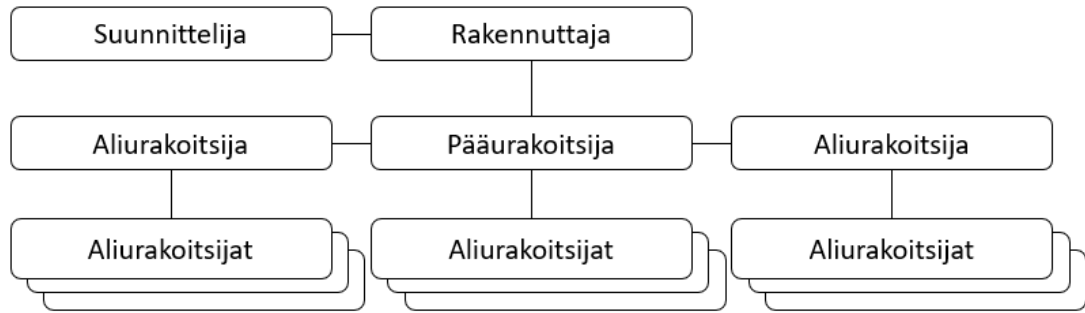 Suunnittelija
Rakennuttaja
Aliurakoitsija
Pääurakoitsija
Aliurakoitsija
Aliurakoitsijat
Aliurakoitsijat
Aliurakoitsijat